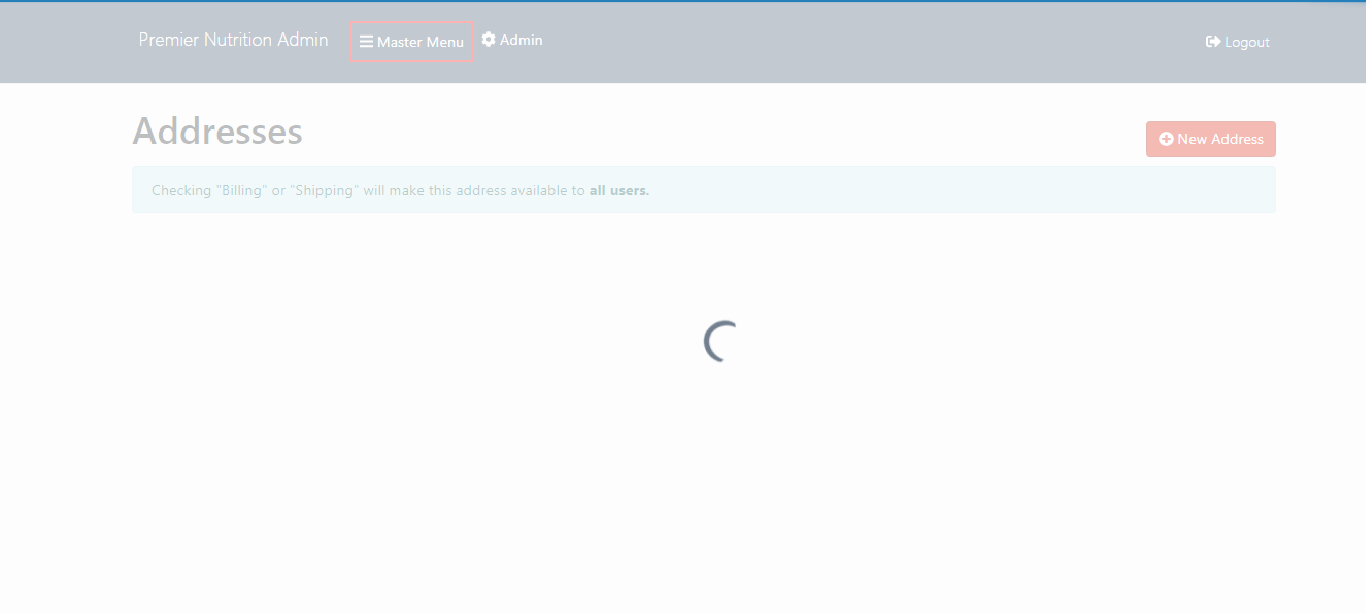 Premier Nutrition Admin
Master Menu
Admin
Logout
Addresses
New Address
Checking "Billing" or "Shipping" will make this address available to all users.